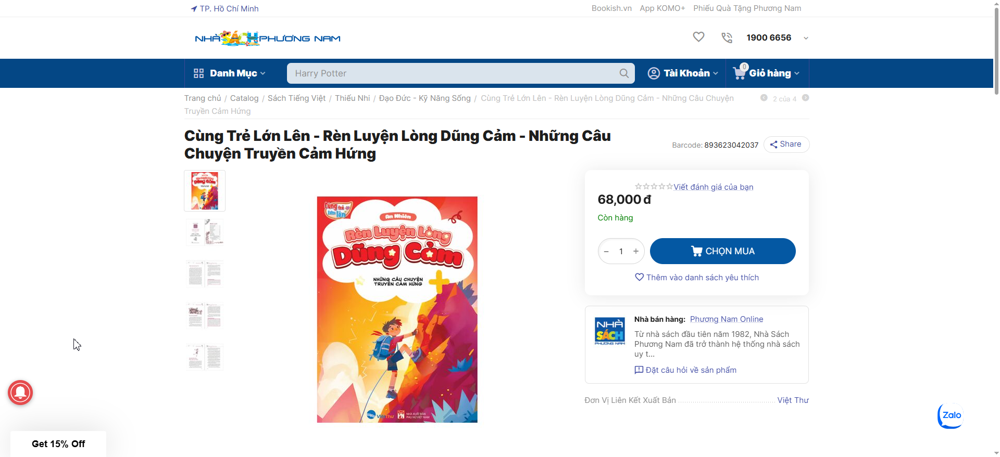 TP. Hồ Chí Minh
Bookish.vn App KOMO+ Phiếu Quà Tặng Phương Nam
NHÀ SÁCH PHƯƠNG NAM
1900 6656
Danh Mục
Harry Potter
Tài Khoản
0
Giỏ hàng
Trang chủ / Catalog / Sách Tiếng Việt / Thiếu Nhi / Đạo Đức - Kỹ Năng Sống / Cùng Trẻ Lớn Lên - Rèn Luyện Lòng Dũng Cảm - Những Câu Chuyện
Truyền Cảm Hứng
2 của 4
Cùng Trẻ Lớn Lên - Rèn Luyện Lòng Dũng Cảm - Những Câu
Chuyện Truyền Cảm Hứng
Barcode: 893623042037
Share
Cùng trẻ
lớn lên
An Nhiên
Rèn Luyện Lòng
Dũng Cảm
NHỮNG CÂU CHUYỆN
TRUYỀN CẢM HỨNG
Việt Thư
NHÀ XUẤT BẢN
PHỤ NỮ VIỆT NAM
Viết đánh giá của bạn
68,000 đ
Còn hàng
− 1 +
CHỌN MUA
Thêm vào danh sách yêu thích
NHÀ
SÁCH
PHƯƠNG NAM
Nhà bán hàng: Phương Nam Online
Từ nhà sách đầu tiên năm 1982, Nhà Sách
Phương Nam đã trở thành hệ thống nhà sách
uy t...
Đặt câu hỏi về sản phẩm
Đơn Vị Liên Kết Xuất Bản Việt Thư
Zalo
Get 15% Off